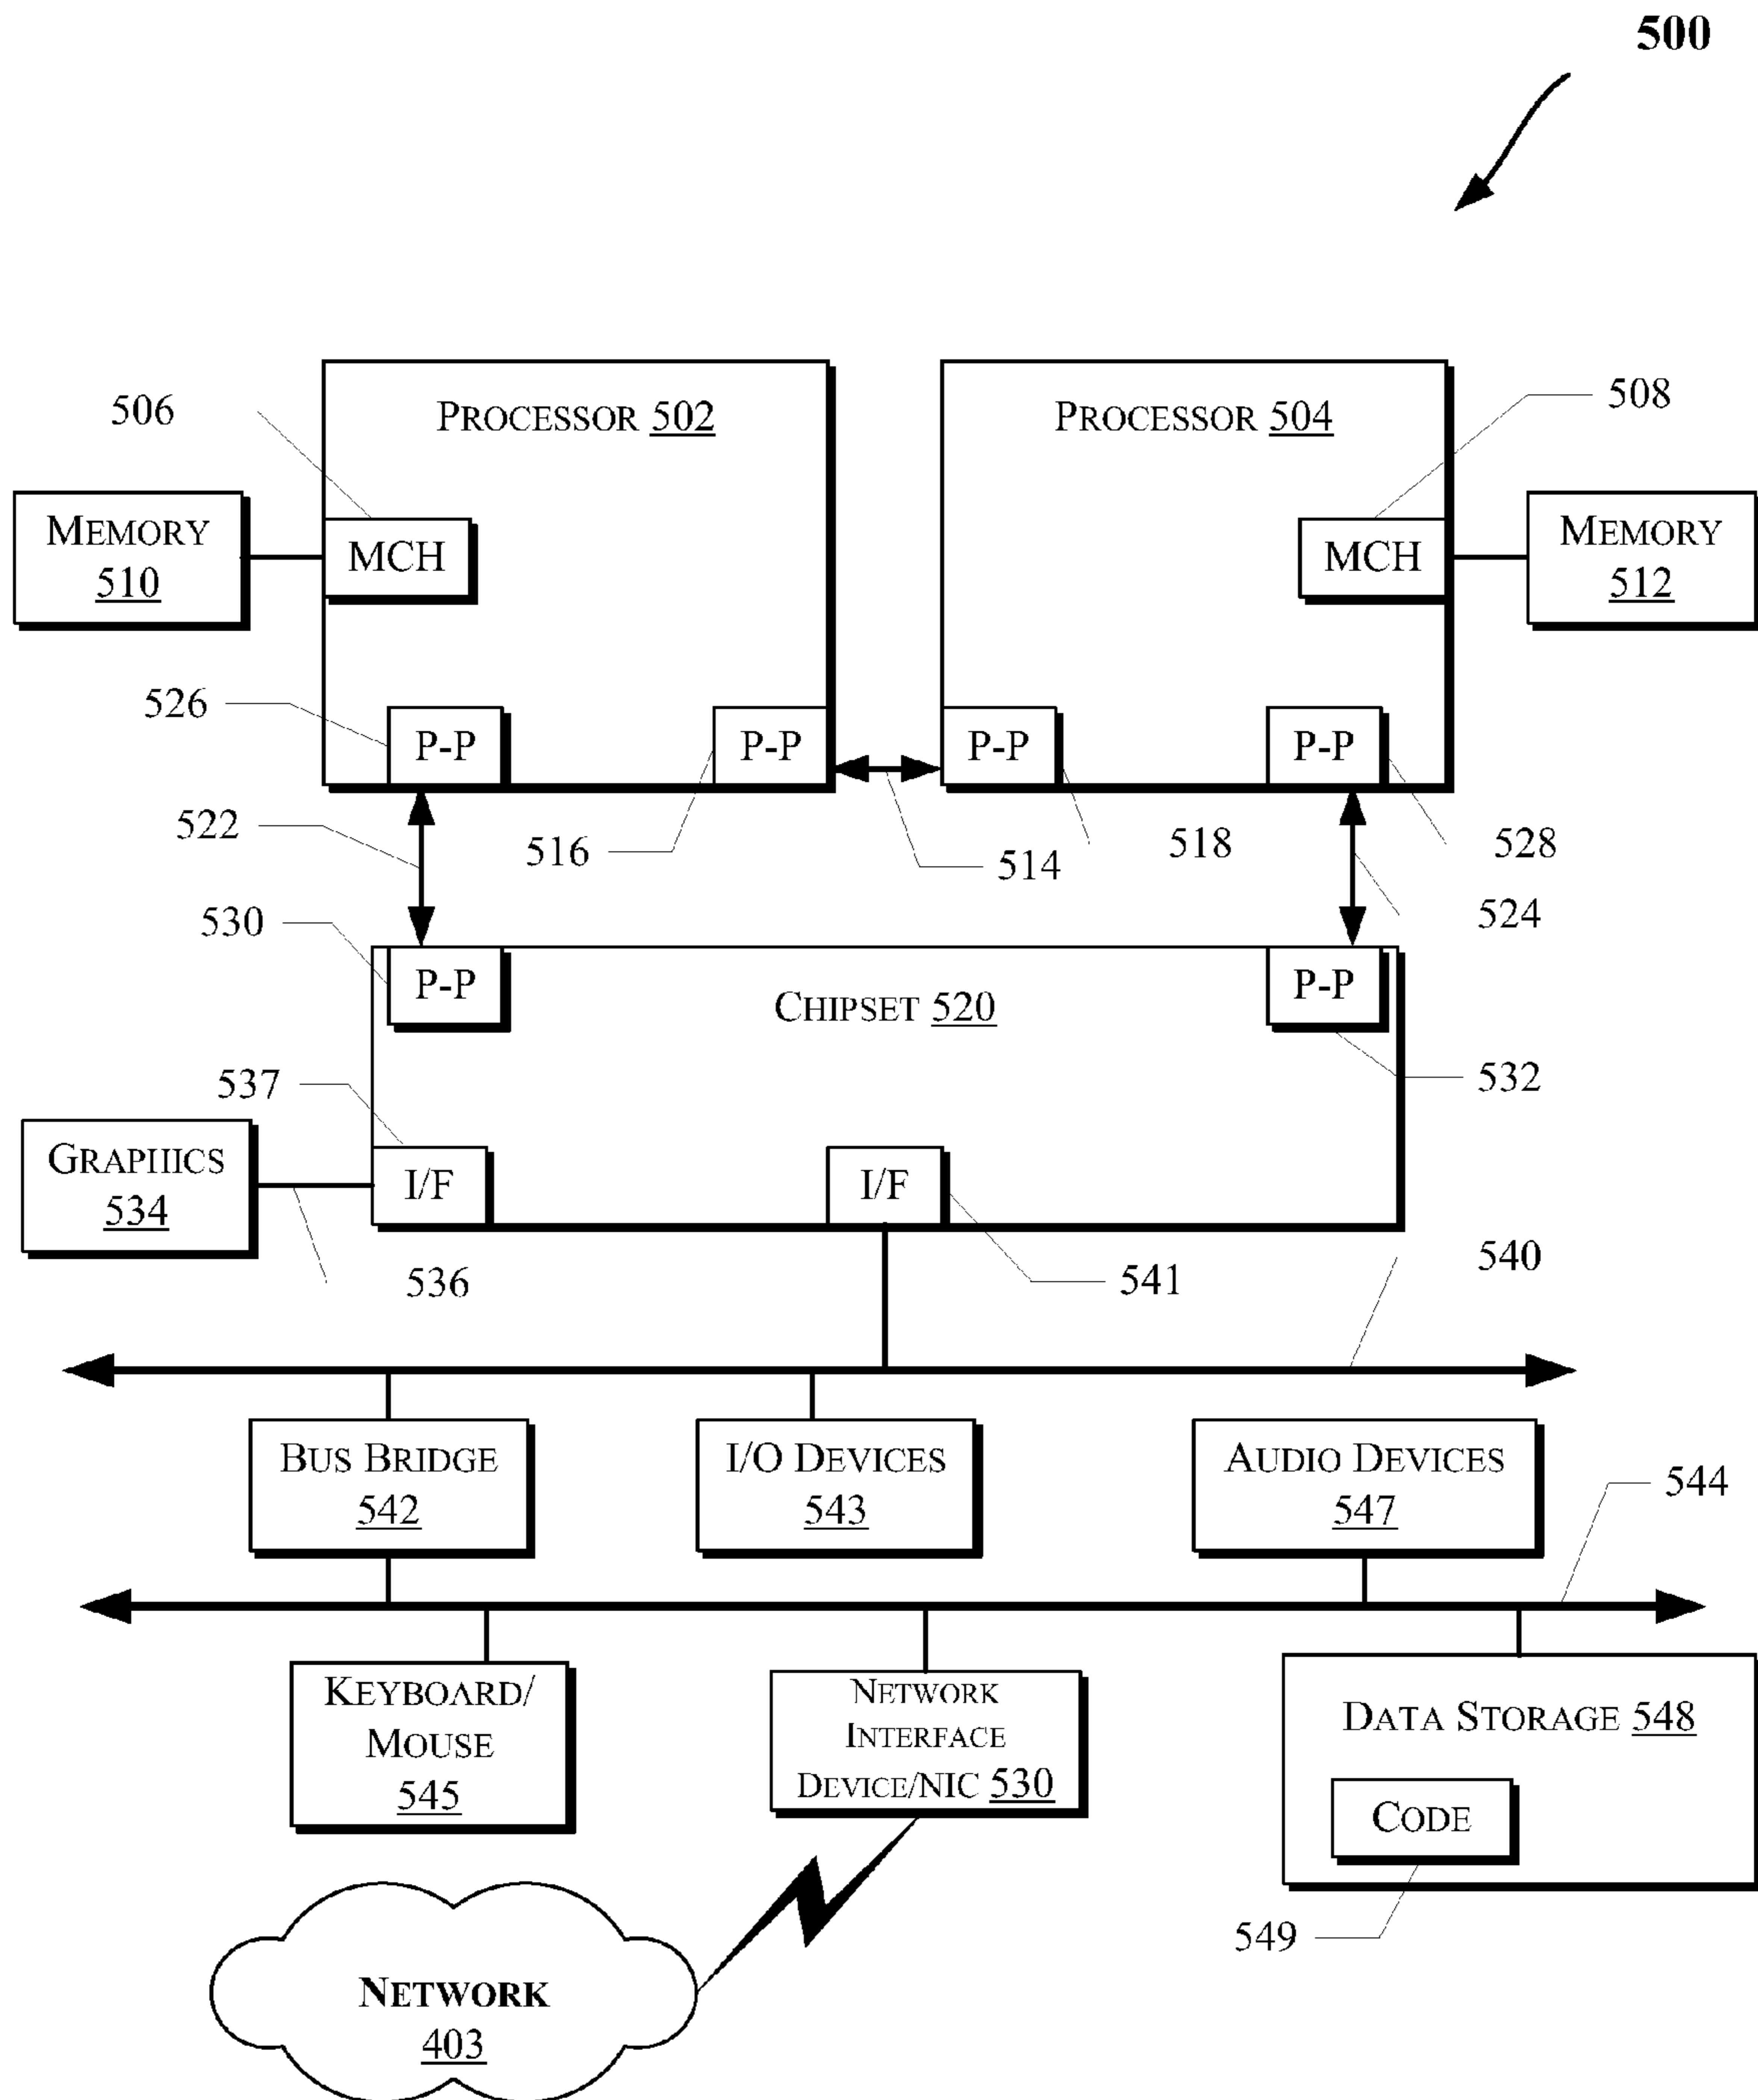 500
PROCESSOR 502
PROCESSOR 504
506
508
MEMORY
510
MCH
MCH
MEMORY
512
526
P-P
P-P
P-P
P-P
522
516
514
518
528
530
524
P-P
CHIPSET 520
P-P
537
532
GRAPHICS
534
I/F
I/F
536
541
540
BUS BRIDGE
542
I/O DEVICES
543
AUDIO DEVICES
547
544
KEYBOARD/
MOUSE
545
NETWORK
INTERFACE
DEVICE/NIC 530
DATA STORAGE 548
CODE
549
NETWORK
403